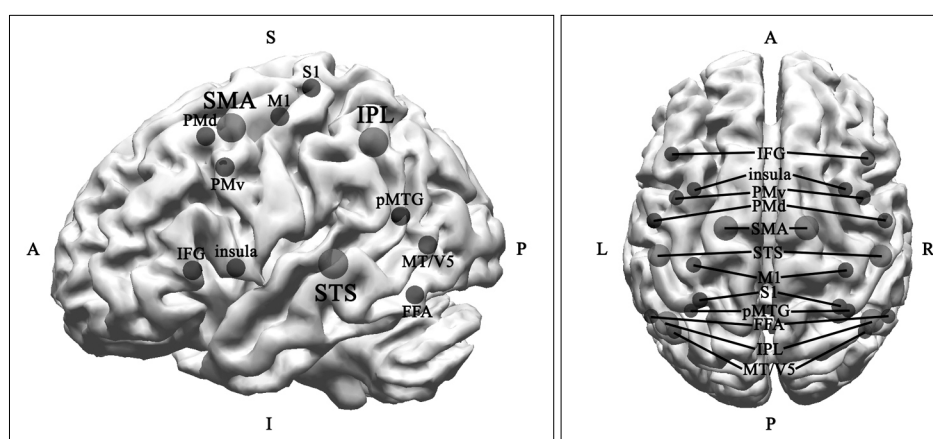 S
S1
SMA
M1
PMd
IPL
PMv
pMTG
A
IFG
insula
MT/V5
P
STS
FFA
I
A
IFG
insula
PMv
PMd
SMA
L
R
STS
M1
S1
pMTG
FFA
IPL
MT/V5
P